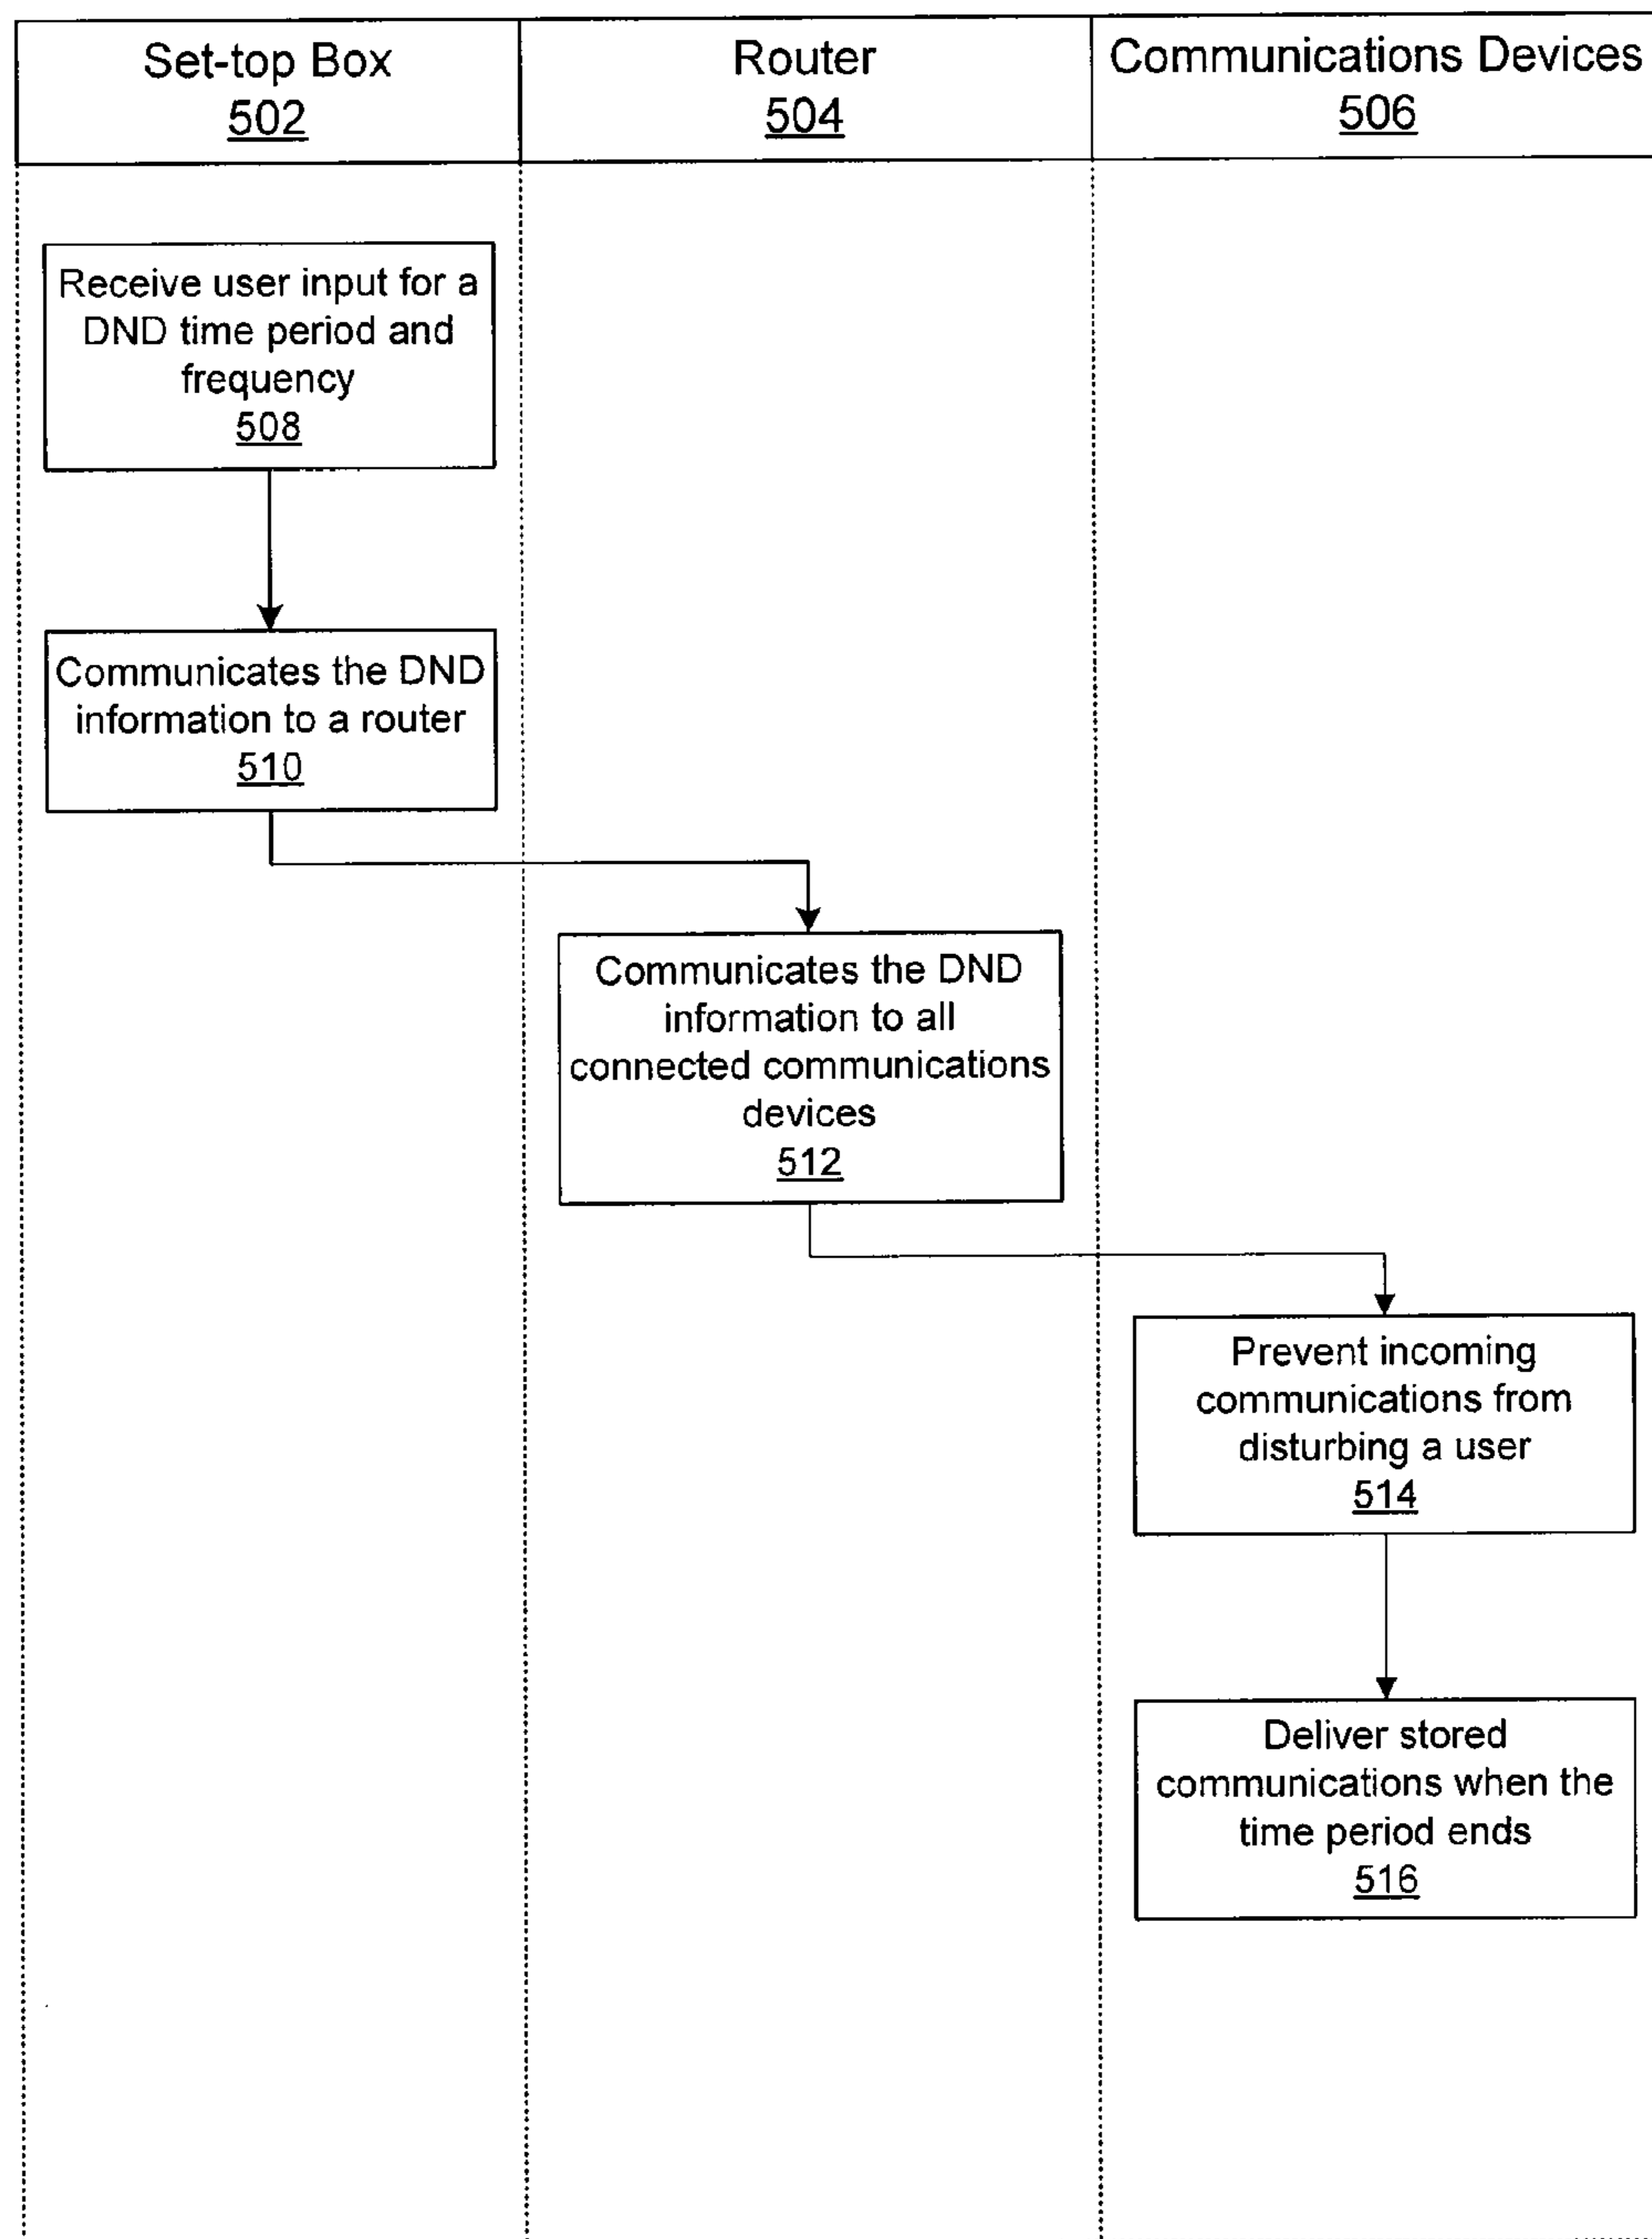 Set-top Box
502
Router
504
Communications Devices
506
Receive user input for a
DND time period and
frequency
508
Communicates the DND
information to a router
510
Communicates the DND
information to all
connected communications
devices
512
Prevent incoming
communications from
disturbing a user
514
Deliver stored
communications when the
time period ends
516